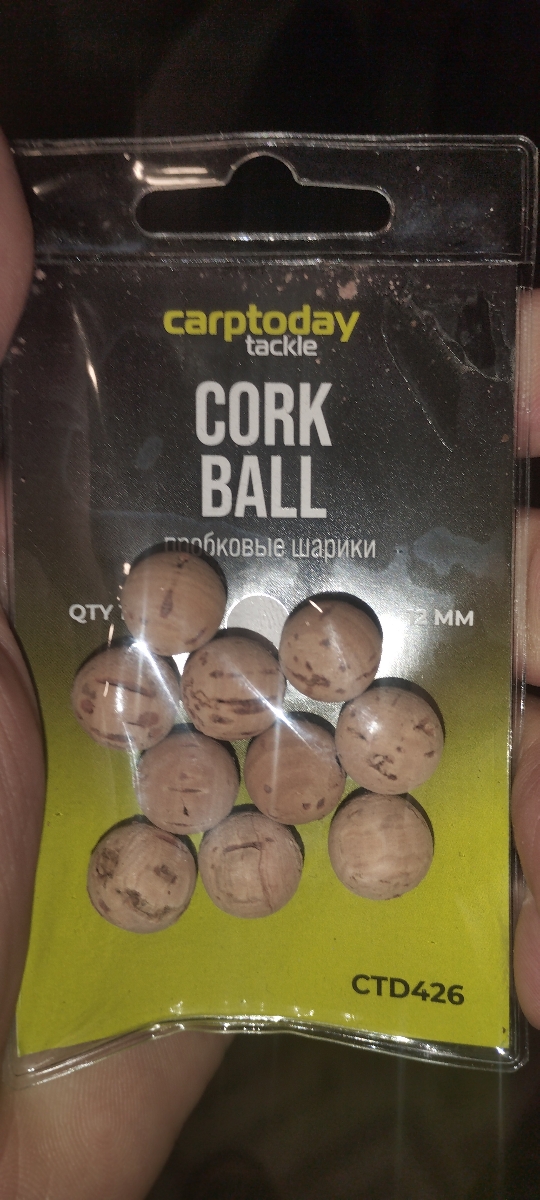 carptoday
tackle
CORK
BALL
пробковые шарики
QTY
MM
CTD426